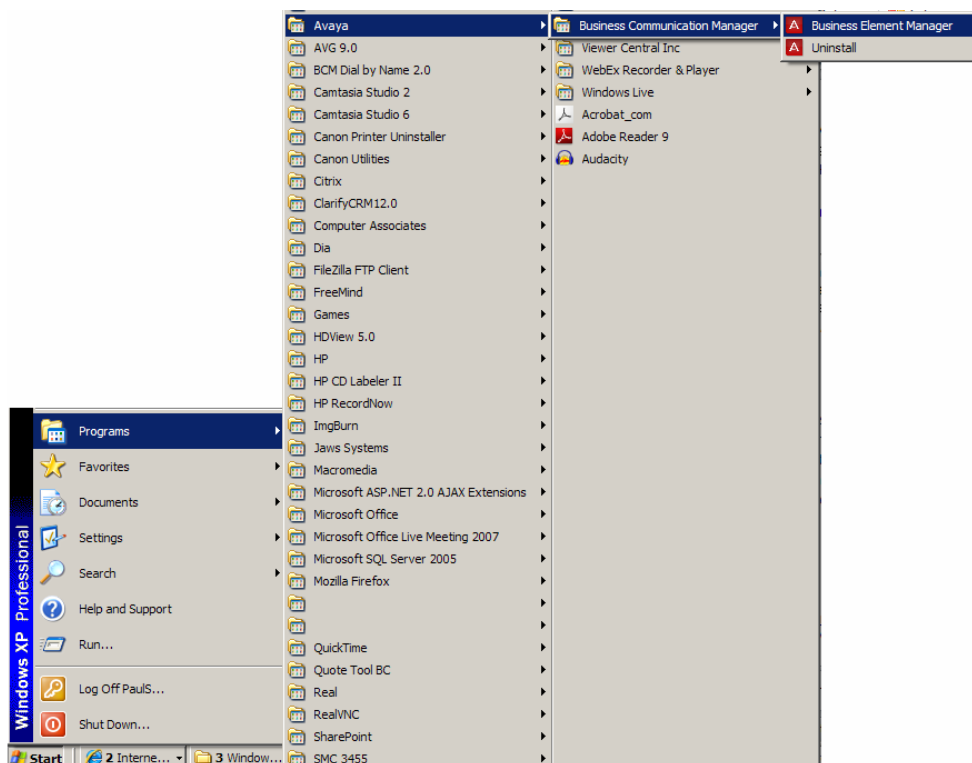 Avaya
AVG 9.0
BCM Dial by Name 2.0
Camtasia Studio 2
Camtasia Studio 6
Canon Printer Uninstaller
Canon Utilities
Citrix
ClarifyCRM12.0
Computer Associates
Dia
FileZilla FTP Client
FreeMind
Games
HDView 5.0
HP
HP CD Labeler II
HP RecordNow
ImgBurn
Jaws Systems
Macromedia
Microsoft ASP.NET 2.0 AJAX Extensions
Microsoft Office
Microsoft Office Live Meeting 2007
Microsoft SQL Server 2005
Mozilla Firefox
QuickTime
Quote Tool BC
Real
RealVNC
SharePoint
SMC 3455
Business Communication Manager
Viewer Central Inc
WebEx Recorder & Player
Windows Live
Acrobat_com
Adobe Reader 9
Audacity
Business Element Manager
Uninstall
Windows XP Professional
Programs
Favorites
Documents
Settings
Search
Help and Support
Run...
Log Off PaulS...
Shut Down...
Start
2 Interne...
3 Window...